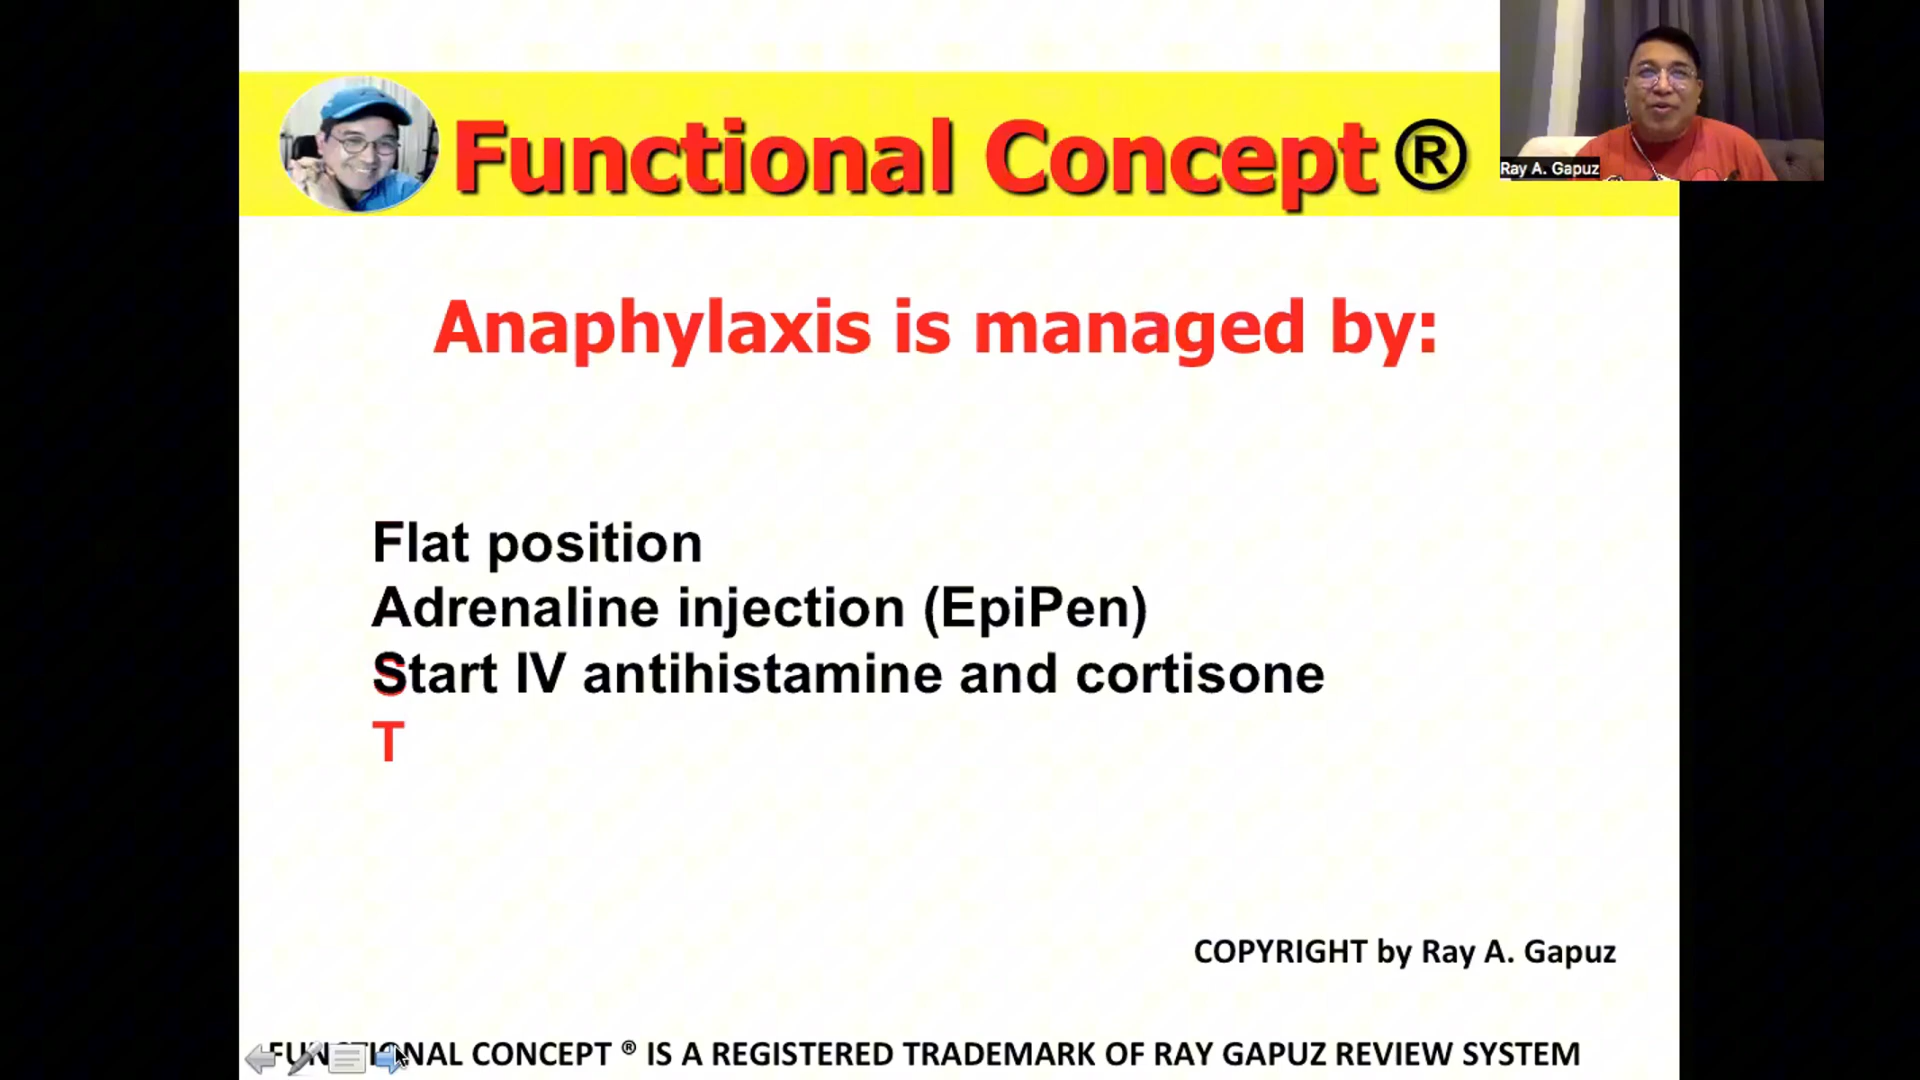 Functional Concept ®
Ray A. Gapuz
Anaphylaxis is managed by:
Flat position
Adrenaline injection (EpiPen)
Start IV antihistamine and cortisone
T
COPYRIGHT by Ray A. Gapuz
FUNCTIONAL CONCEPT ® IS A REGISTERED TRADEMARK OF RAY GAPUZ REVIEW SYSTEM